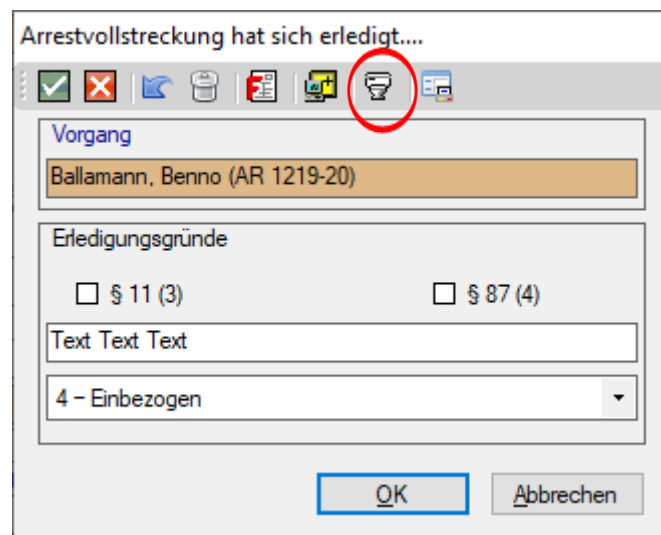 Arrestvollstreckung hat sich erledigt....
Vorgang
Ballamann, Benno (AR 1219-20)
Erledigungsgründe
§ 11 (3) § 87 (4)
Text Text Text
4 – Einbezogen
OK Abbrechen